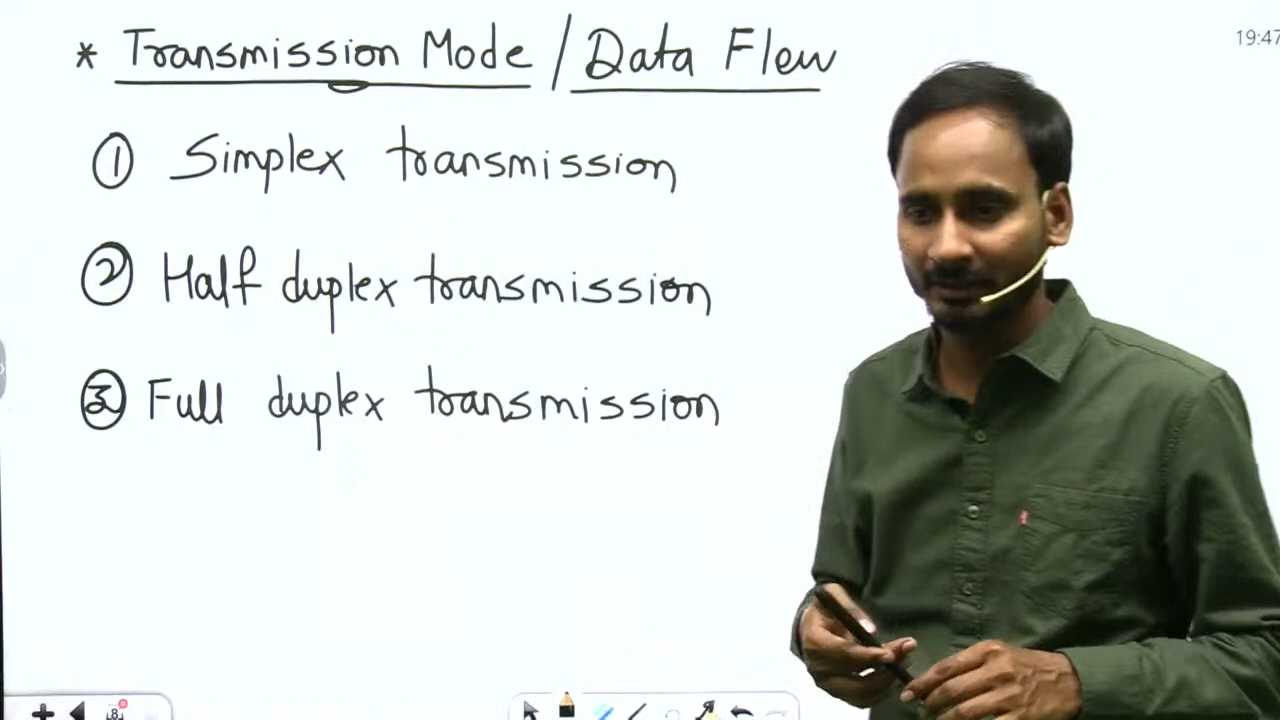 * Transmission Mode / Data Flow
19:47
① Simplex transmission
② Half duplex transmission
③ Full duplex transmission